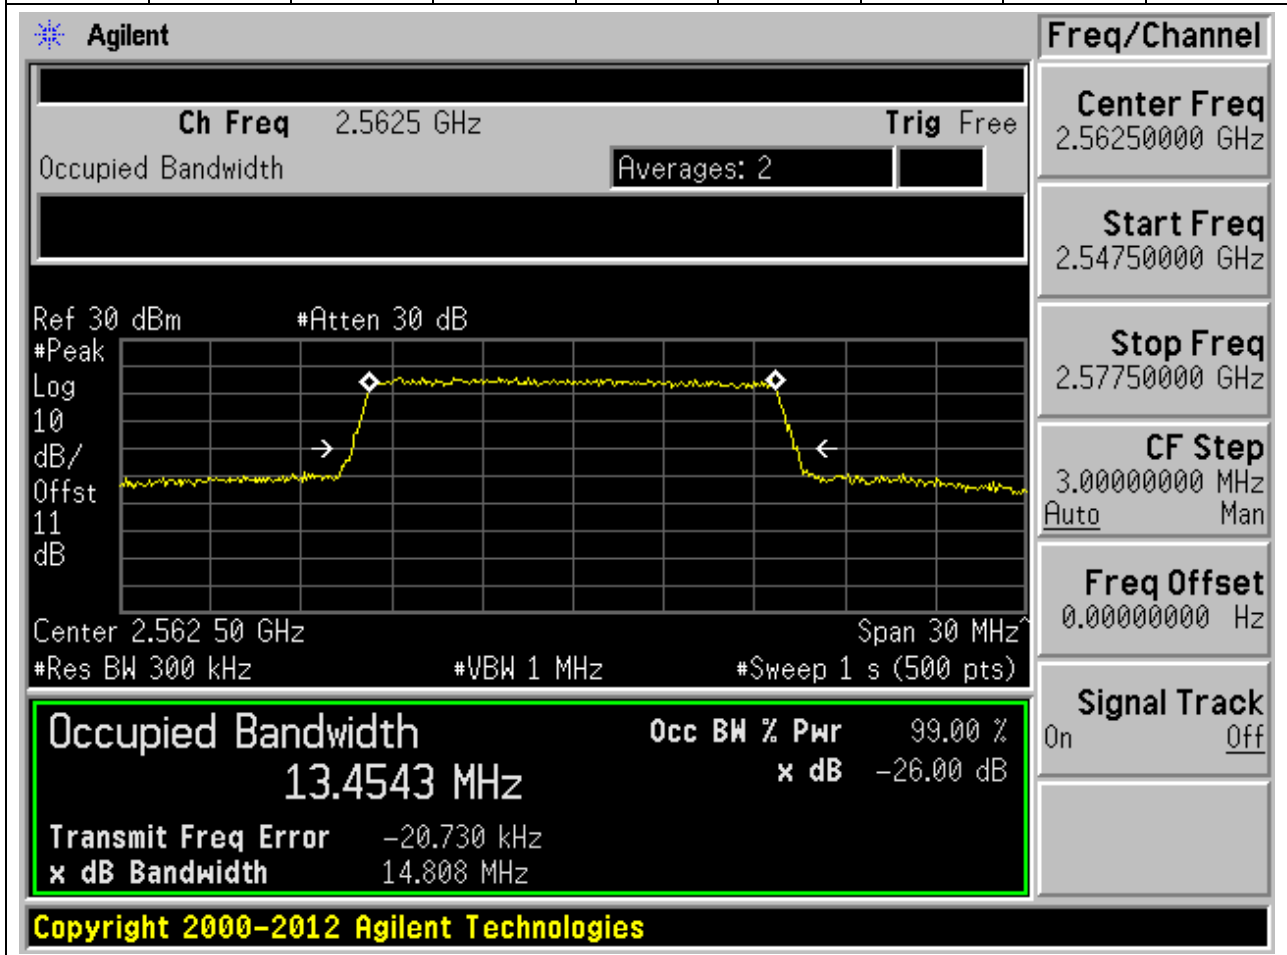 Agilent
Freq/Channel
Ch Freq 2.5625 GHz Trig Free
Occupied Bandwidth Averages: 2
Center Freq
2.56250000 GHz
Start Freq
2.54750000 GHz
Stop Freq
2.57750000 GHz
CF Step
3.00000000 MHz
Auto Man
Freq Offset
0.00000000 Hz
Signal Track
On Off
Ref 30 dBm #Atten 30 dB
#Peak
Log
10
dB/
Offst
11
dB
Center 2.562 50 GHz Span 30 MHz^
#Res BW 300 kHz #VBW 1 MHz #Sweep 1 s (500 pts)
Occupied Bandwidth
13.4543 MHz
Occ BW % Pwr 99.00 %
x dB -26.00 dB
Transmit Freq Error -20.730 kHz
x dB Bandwidth 14.808 MHz
Copyright 2000-2012 Agilent Technologies